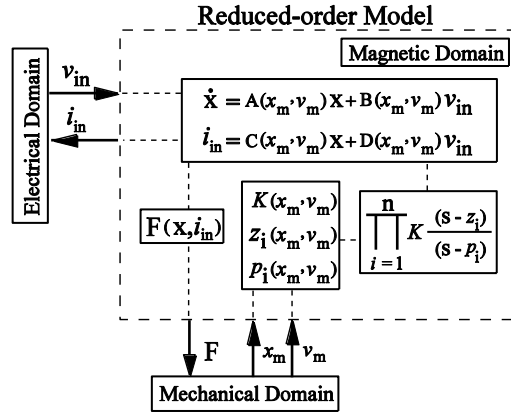 Reduced-order Model
Magnetic Domain
Electrical Domain
v_in
i_in
ẋ = A(x_m, v_m) x + B(x_m, v_m) v_in
i_in = C(x_m, v_m) x + D(x_m, v_m) v_in
F(x, i_in)
K(x_m, v_m)
z_i(x_m, v_m)
p_i(x_m, v_m)
n
∏ K (s - z_i) / (s - p_i)
i = 1
F
x_m
v_m
Mechanical Domain